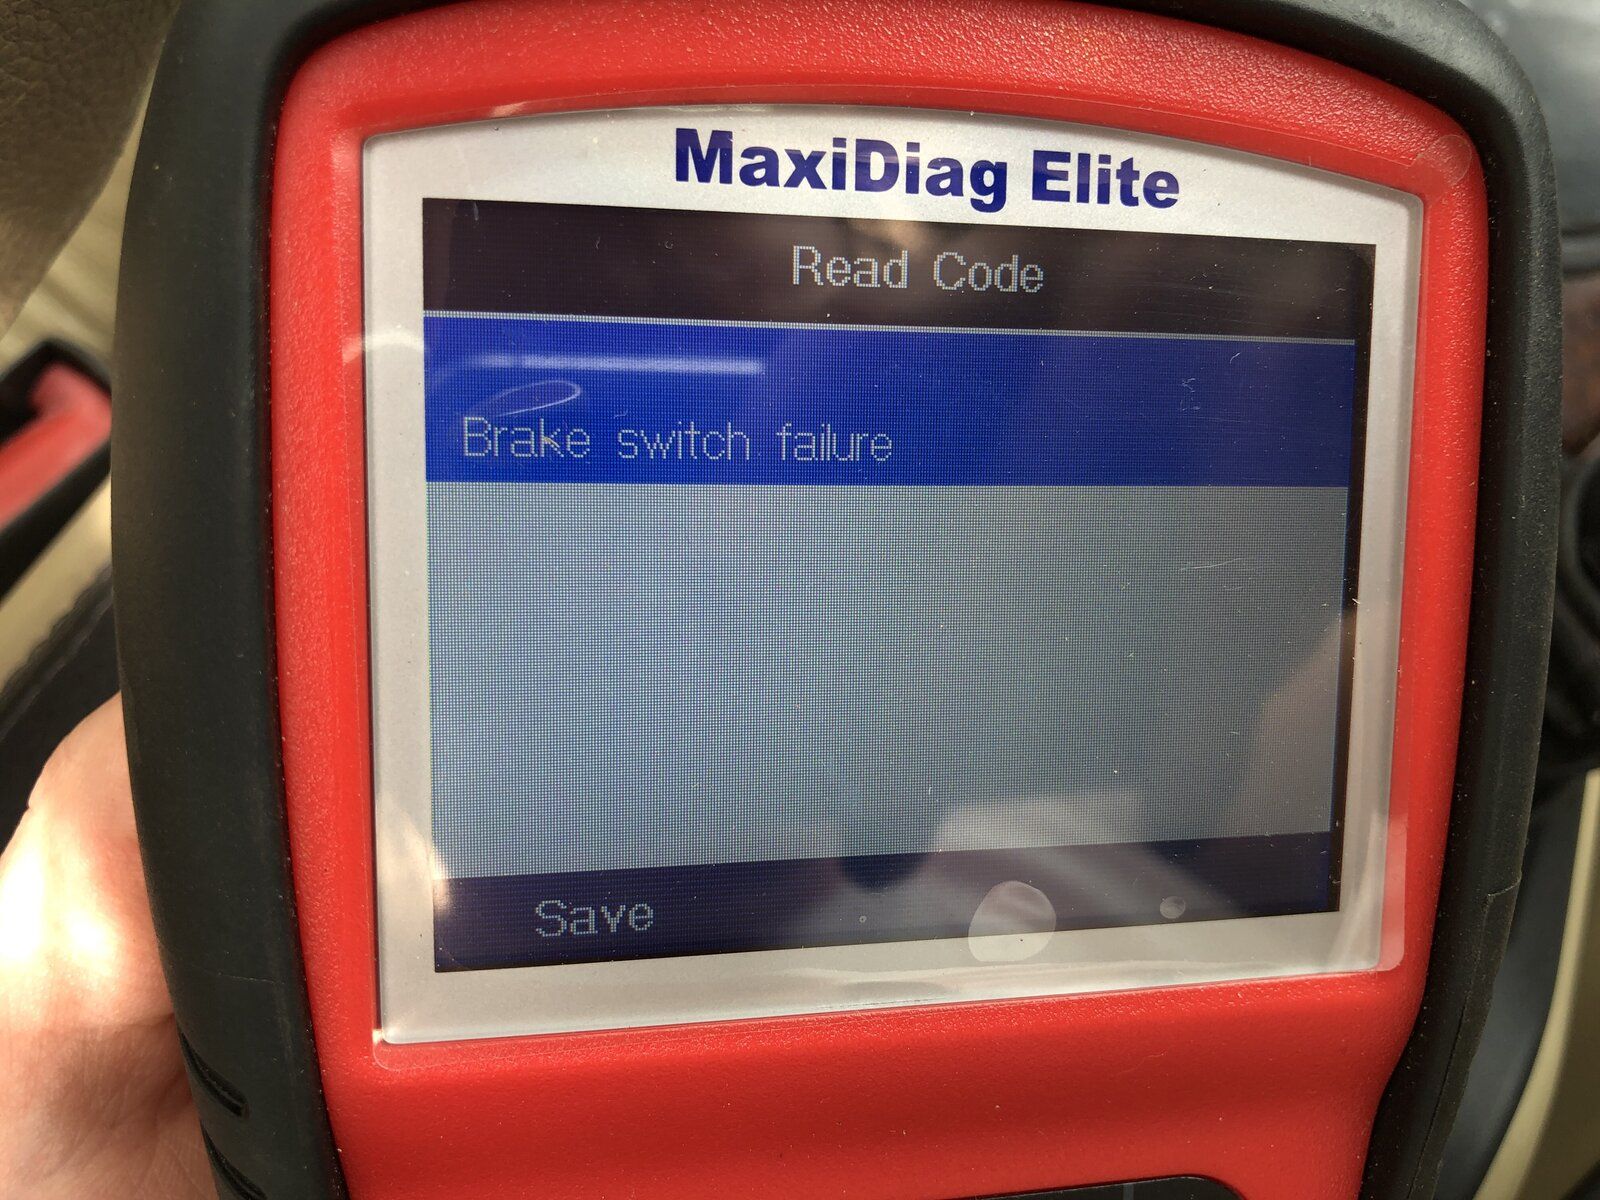 MaxiDiag Elite
Read Code
Brake switch failure
Save